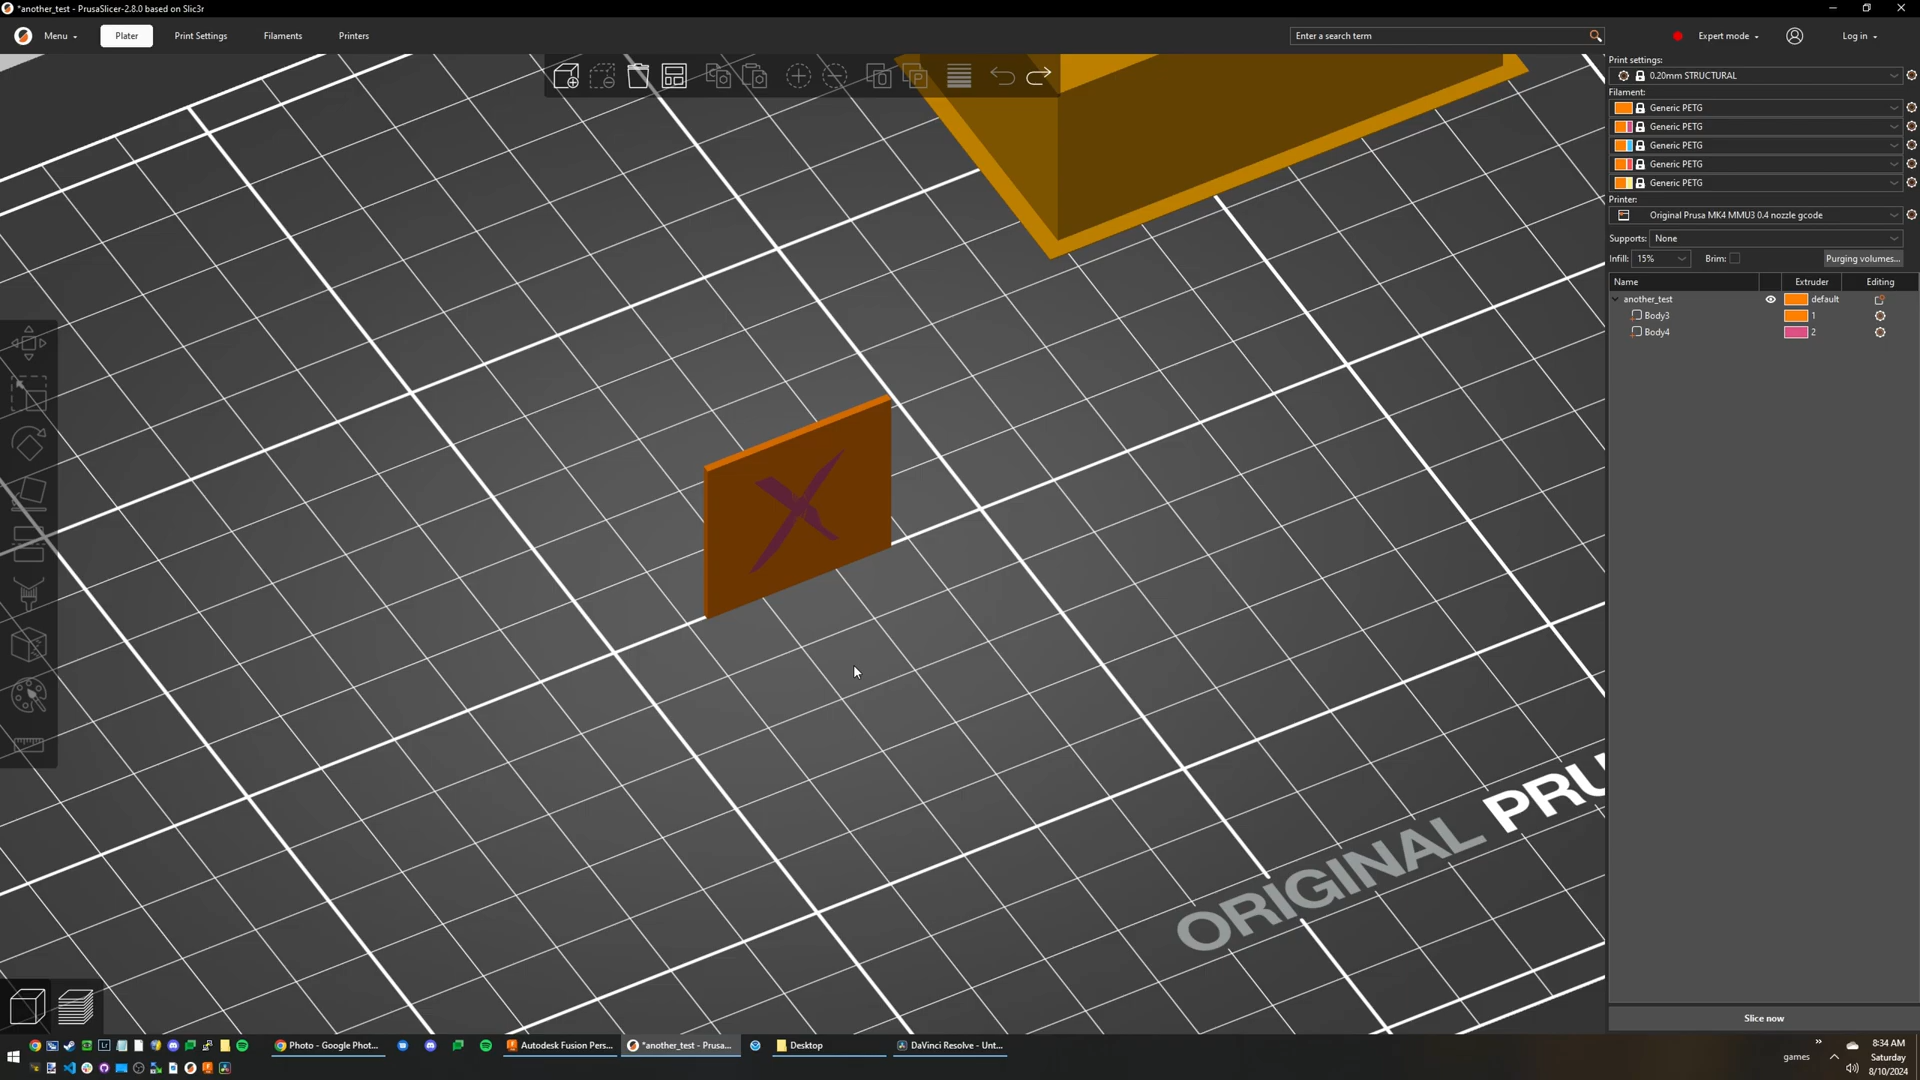 *another_test - PrusaSlicer-2.8.0 based on Slic3r
Menu
Plater
Print Settings
Filaments
Printers
Enter a search term
Expert mode
Log in
Print settings:
0.20mm STRUCTURAL
Filament:
Generic PETG
Generic PETG
Generic PETG
Generic PETG
Generic PETG
Printer:
Original Prusa MK4 MMU3 0.4 nozzle gcode
Supports: None
Infill: 15% Brim: Purging volumes...
Name Extruder Editing
another_test default
Body3 1
Body4 2
X
ORIGINAL PRU
Slice now
Photo - Google Phot...
Autodesk Fusion Pers...
*another_test - Prusa...
Desktop
DaVinci Resolve - Unt...
games
8:34 AM
Saturday
8/10/2024